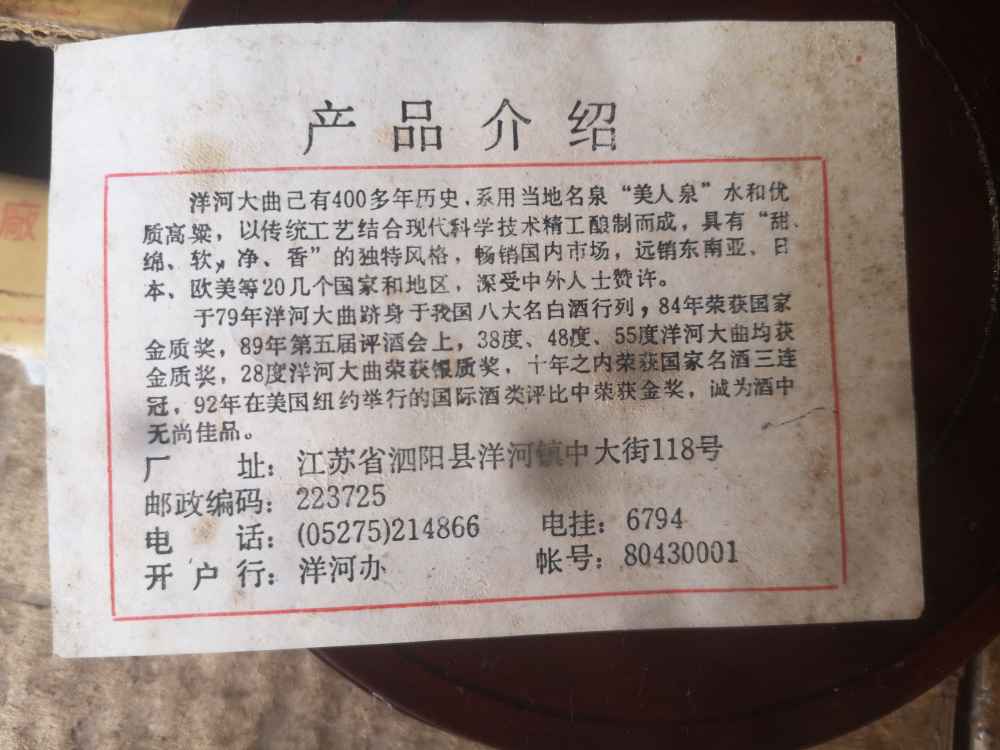 产品介绍
洋河大曲己有400多年历史，系用当地名泉“美人泉”水和优
质高粱，以传统工艺结合现代科学技术精工酿制而成，具有“甜、
绵、软，净、香”的独特风格，畅销国内市场，远销东南亚、日
本、欧美等20几个国家和地区，深受中外人士赞许。
于79年洋河大曲跻身于我国八大名白酒行列，84年荣获国家
金质奖，89年第五届评酒会上，38度、48度、55度洋河大曲均获
金质奖，28度洋河大曲荣获银质奖，十年之内荣获国家名酒三连
冠，92年在美国纽约举行的国际酒类评比中荣获金奖，诚为酒中
无尚佳品。
厂 址：江苏省泗阳县洋河镇中大街118号
邮政编码：223725
电 话：(05275)214866 电挂：6794
开户行：洋河办 帐号：80430001
廠